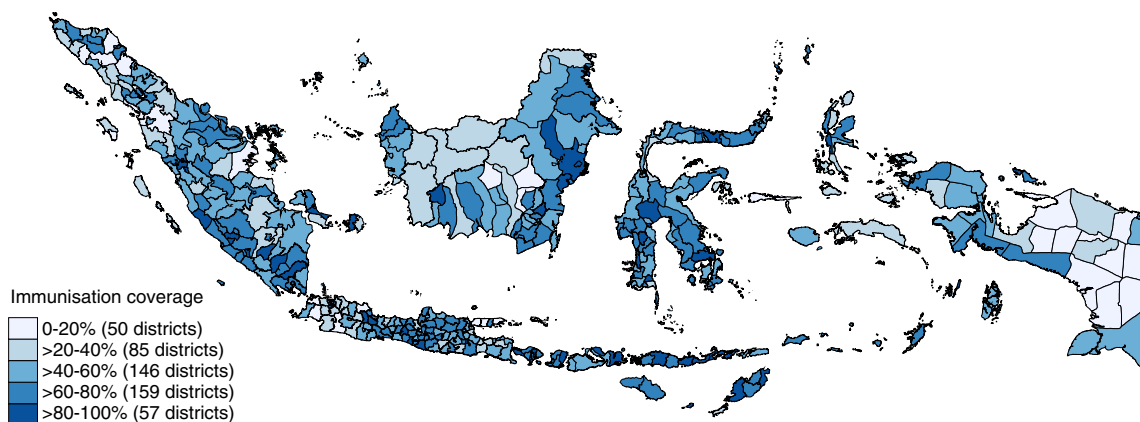 Immunisation coverage
0-20% (50 districts)
>20-40% (85 districts)
>40-60% (146 districts)
>60-80% (159 districts)
>80-100% (57 districts)